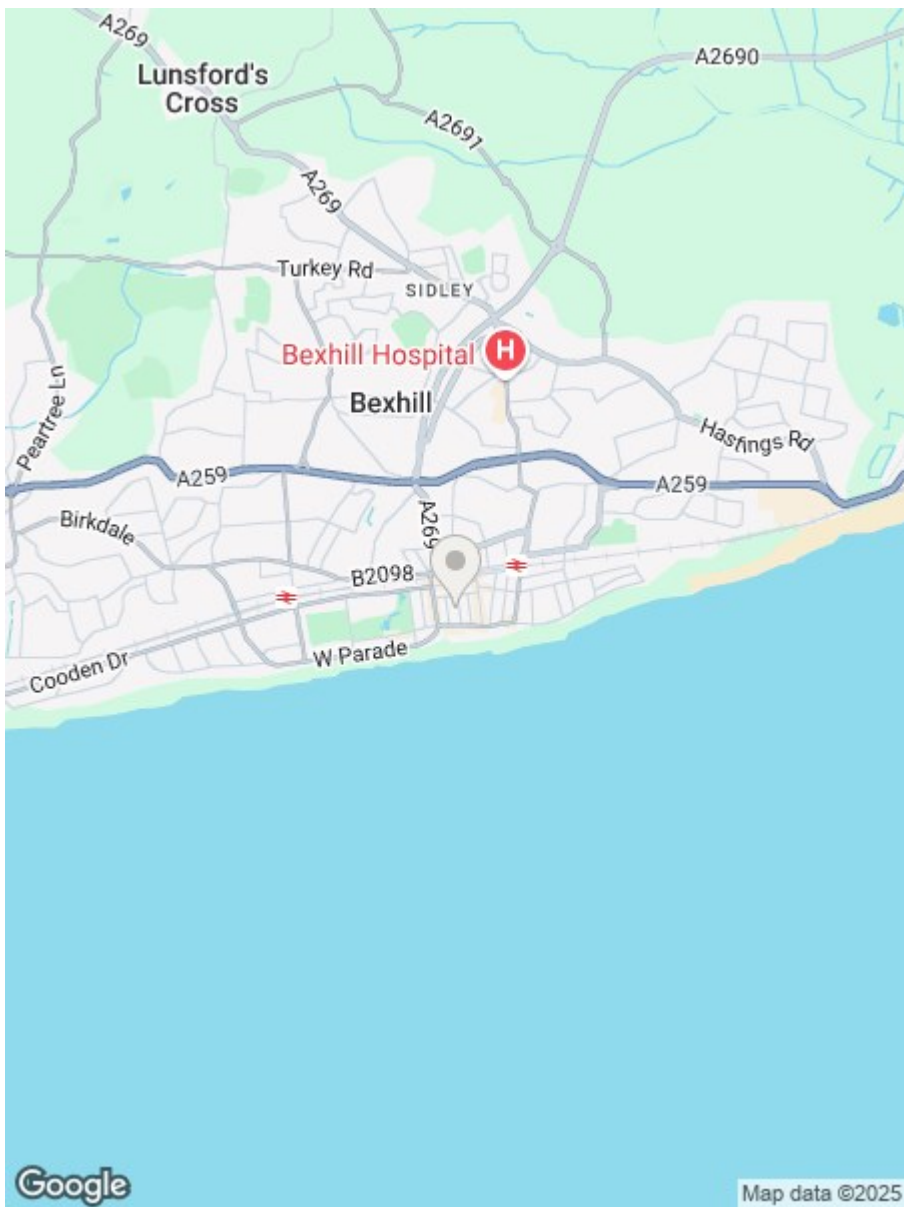 A269
A2690
Lunsford's
Cross
A2691
A269
Turkey Rd
SIDLEY
Bexhill Hospital
H
Peartree Ln
Bexhill
Hastings Rd
A259
A259
Birkdale
A269
B2098
W Parade
Cooden Dr
Google
Map data ©2025